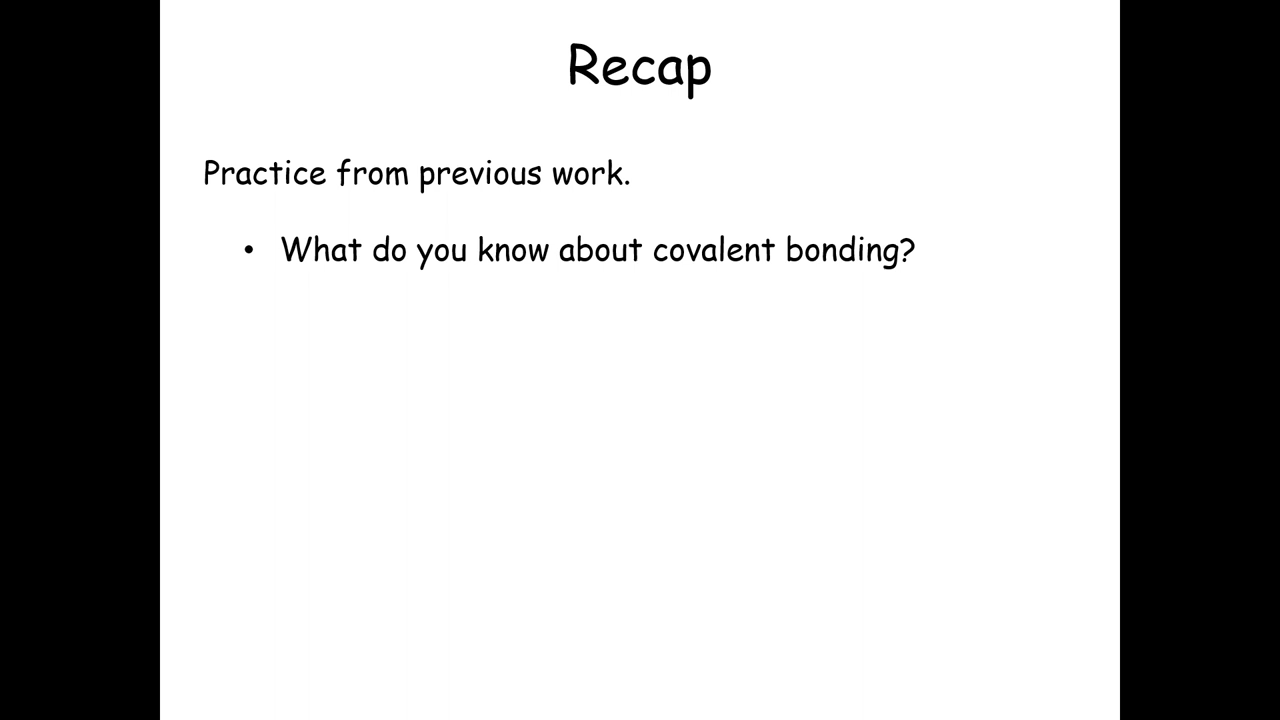 Recap
Practice from previous work.
• What do you know about covalent bonding?